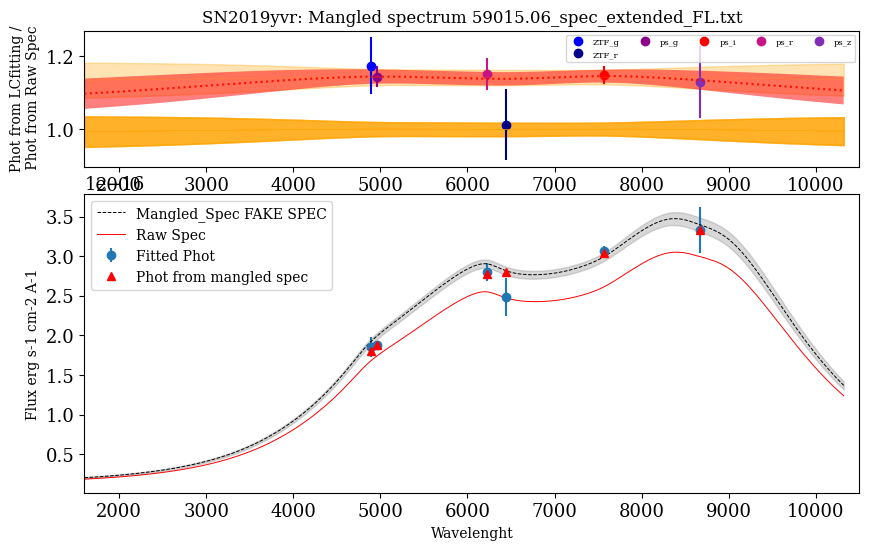 SN2019yvr: Mangled spectrum 59015.06_spec_extended_FL.txt
Phot from LCfitting /
Phot from Raw Spec
1.2
1.0
ZTF_g ps_g ps_i ps_r ps_z
ZTF_r
2000 3000 4000 5000 6000 7000 8000 9000 10000
1e−16
Flux erg s-1 cm-2 A-1
3.5
3.0
2.5
2.0
1.5
1.0
0.5
Mangled_Spec FAKE SPEC
Raw Spec
Fitted Phot
Phot from mangled spec
2000 3000 4000 5000 6000 7000 8000 9000 10000
Wavelenght